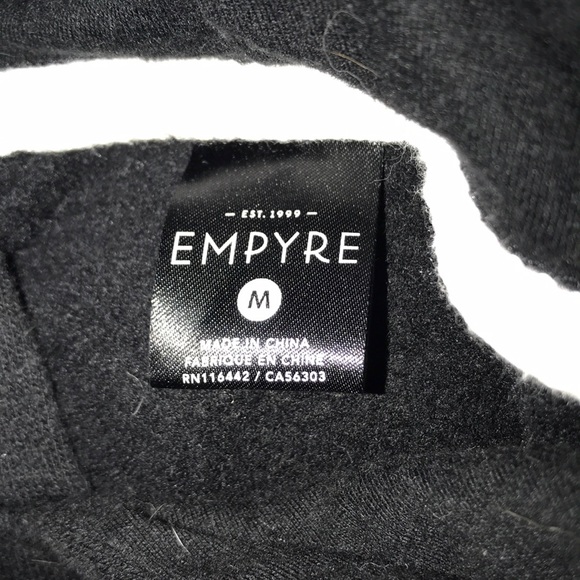 — EST. 1999 —
EMPYRE
M
MADE IN CHINA
FABRIQUE EN CHINE
RN116442 / CA56303